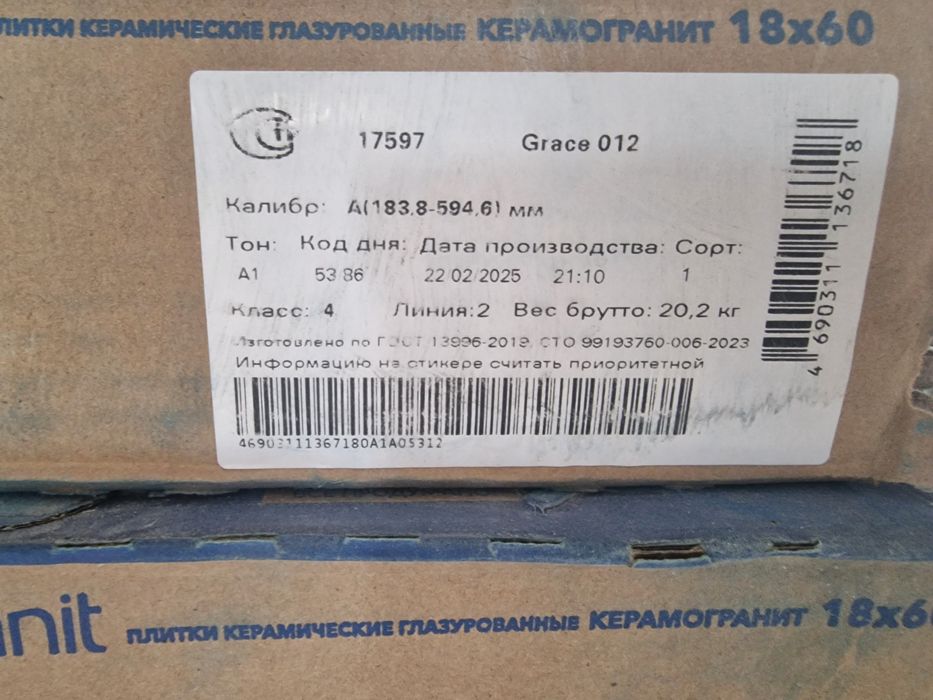 ПЛИТКИ КЕРАМИЧЕСКИЕ ГЛАЗУРОВАННЫЕ КЕРАМОГРАНИТ 18x60
17597 Grace 012
Калибр: А(183,8-594,6) мм
Тон: Код дня: Дата производства: Сорт:
А1 53 86 22 02 2025 21:10 1
Класс: 4 Линия:2 Вес брутто: 20,2 кг
Изготовлено по ГОСТ 13996-2019, СТО 99193760-006-2023
Информацию на стикере считать приоритетной
46903111367180A1A05312
4 690311 136718
nit ПЛИТКИ КЕРАМИЧЕСКИЕ ГЛАЗУРОВАННЫЕ КЕРАМОГРАНИТ 18x60